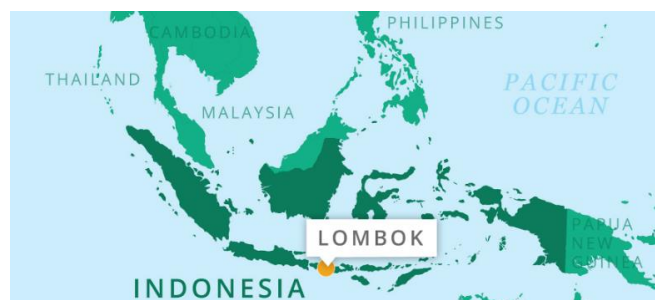 PHILIPPINES
CAMBODIA
THAILAND
PACIFIC
OCEAN
MALAYSIA
PAPUA
NEW
GUINEA
LOMBOK
INDONESIA